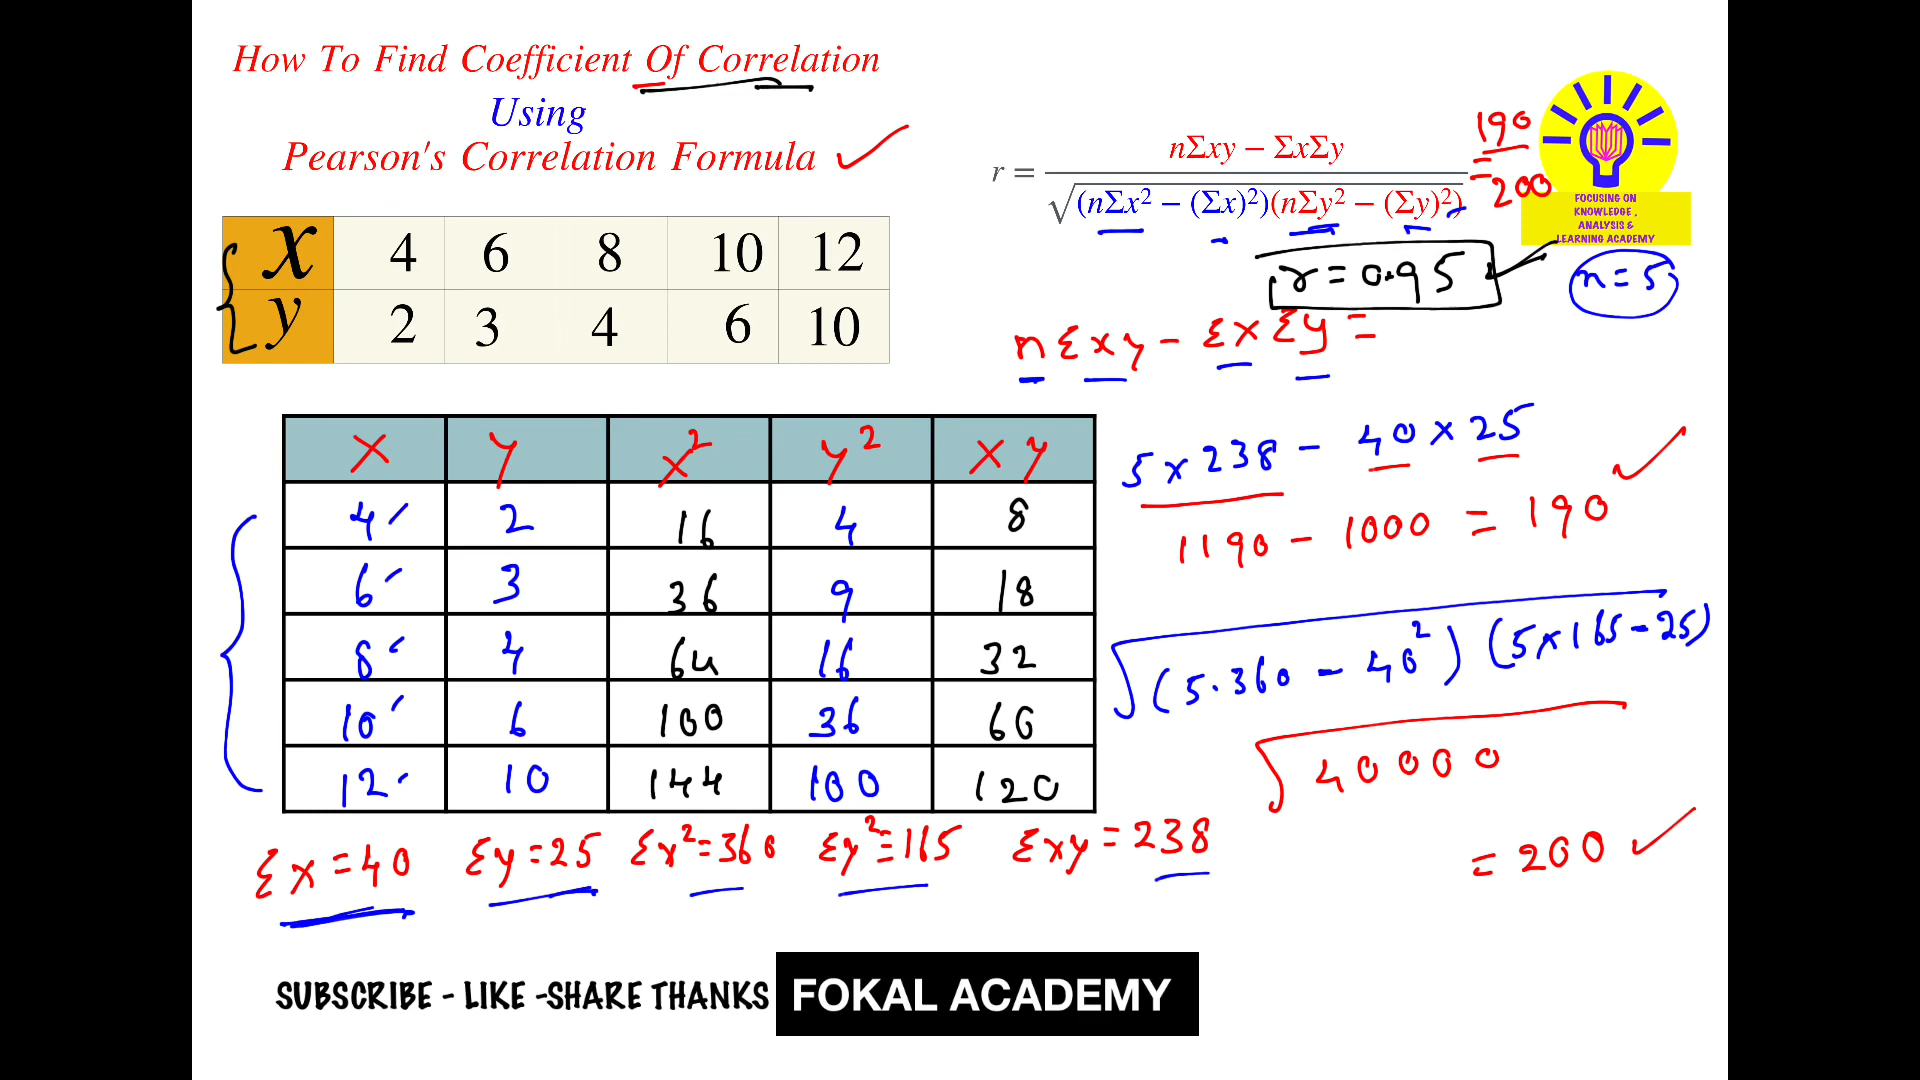 How To Find Coefficient Of Correlation
Using
Pearson's Correlation Formula
r = nΣxy − ΣxΣy / √(nΣx² − (Σx)²)(nΣy² − (Σy)²)
= 190
= 200
FOCUSING ON
KNOWLEDGE ,
ANALYSIS &
LEARNING ACADEMY
x 4 6 8 10 12
y 2 3 4 6 10
r = 0.95
n = 5
nΣxy − ΣxΣy =
5 x 238 − 40 x 25
1190 − 1000 = 190
√(5.360 − 40²) (5x165 − 25)
√40000
= 200
x y x² y² xy
4 2 16 4 8
6 3 36 9 18
8 4 64 16 32
10 6 100 36 60
12 10 144 100 120
Σx = 40 Σy = 25 Σx² = 360 Σy² = 165 Σxy = 238
SUBSCRIBE - LIKE -SHARE THANKS
FOKAL ACADEMY